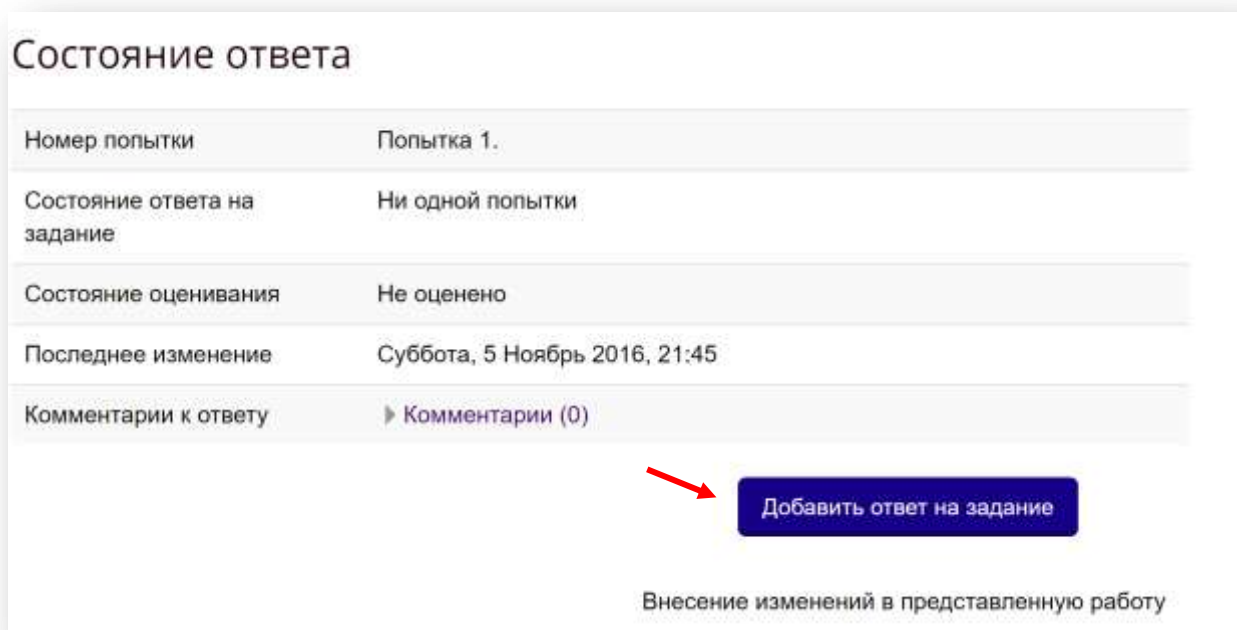 Состояние ответа
Номер попытки Попытка 1.
Состояние ответа на задание Ни одной попытки
Состояние оценивания Не оценено
Последнее изменение Суббота, 5 Ноябрь 2016, 21:45
Комментарии к ответу Комментарии (0)
Добавить ответ на задание
Внесение изменений в представленную работу